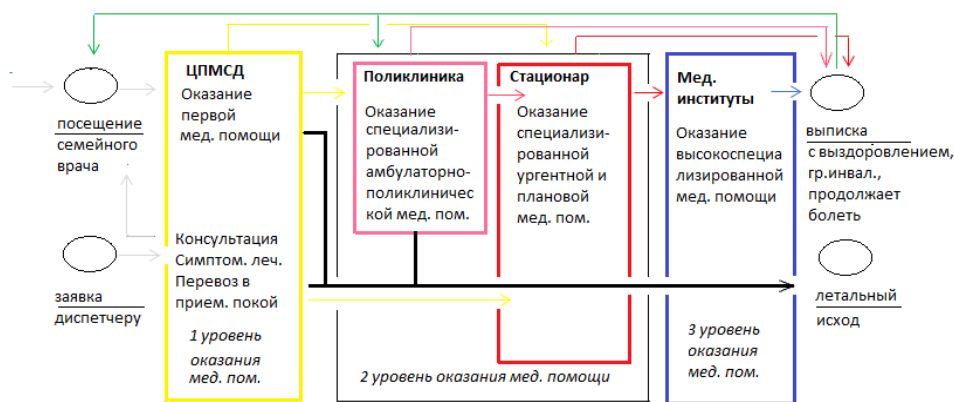 посещение
семейного
врача
заявка
диспетчеру
ЦПМСД
Оказание
первой
мед. помощи
Консультация
Симптом. леч.
Перевоз в
прием. покой
1 уровень
оказания
мед. пом.
Поликлиника
Оказание
специализи-
рованной
амбулаторно-
поликлиничес
кой мед. пом.
Стационар
Оказание
специализи-
рованной
ургентной и
плановой
мед. пом.
2 уровень оказания мед. помощи
Мед.
институты
Оказание
высокоспециа
лизированной
мед. помощи
3 уровень
оказания
мед. пом.
выписка
с выздоровлением,
гр.инвал.,
продолжает
болеть
летальный
исход